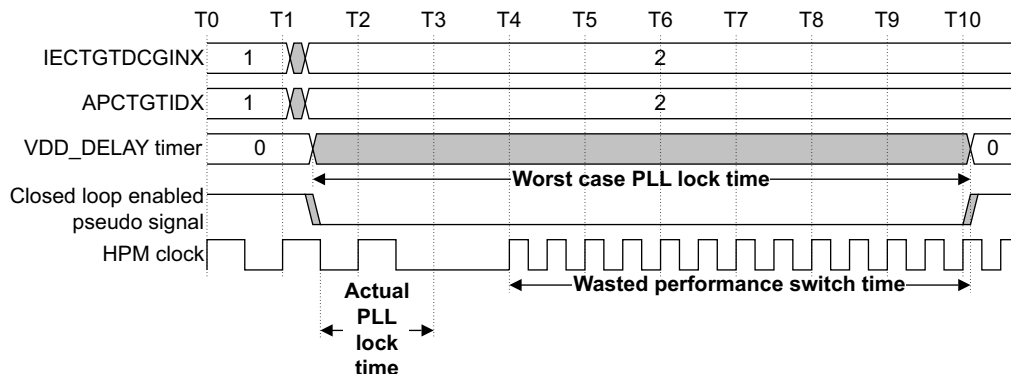 T0 T1 T2 T3 T4 T5 T6 T7 T8 T9 T10
IECTGTDCGINX 1 2
APCTGTIDX 1 2
VDD_DELAY timer 0 0
Worst case PLL lock time
Closed loop enabled
pseudo signal
HPM clock
Wasted performance switch time
Actual
PLL
lock
time